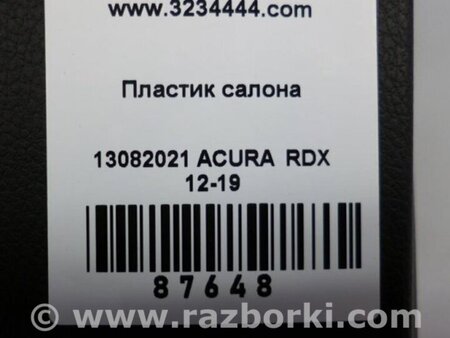 www.3234444.com
Пластик салона
13082021 ACURA RDX
12-19
87648
© www.razborki.com